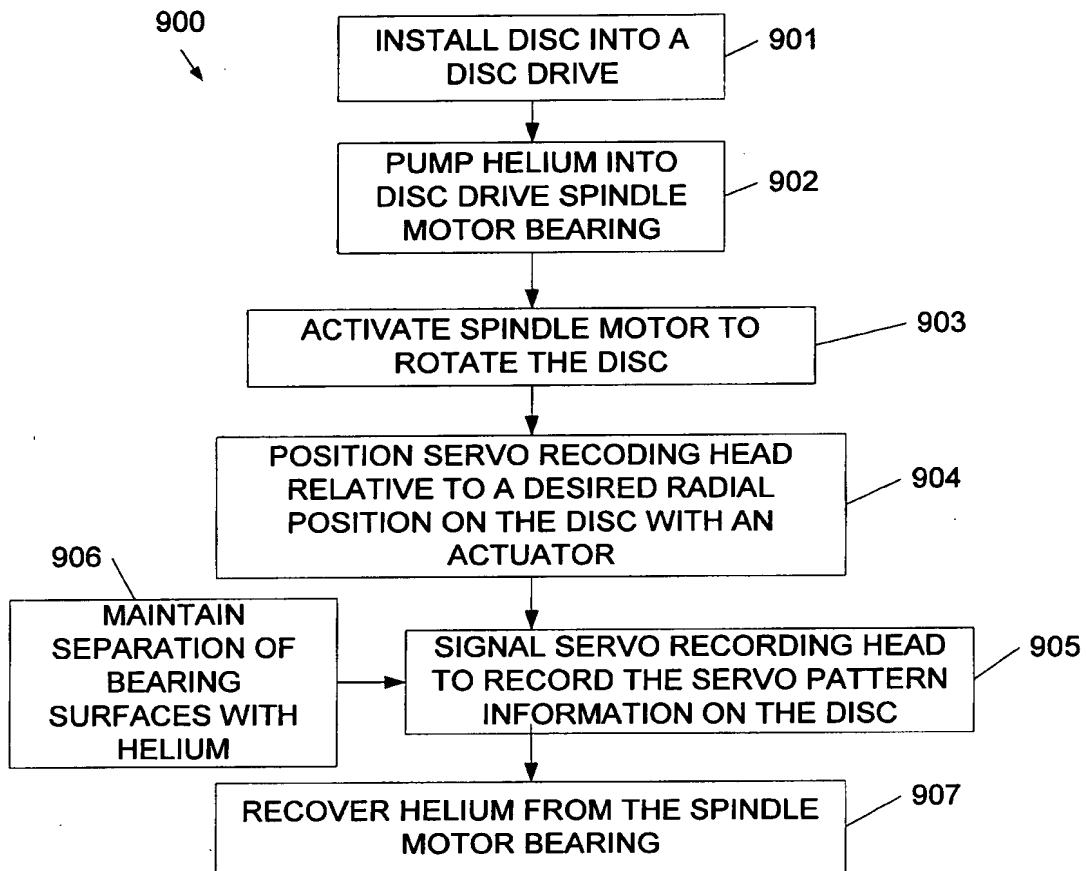 900
INSTALL DISC INTO A
DISC DRIVE
901
PUMP HELIUM INTO
DISC DRIVE SPINDLE
MOTOR BEARING
902
ACTIVATE SPINDLE MOTOR TO
ROTATE THE DISC
903
POSITION SERVO RECODING HEAD
RELATIVE TO A DESIRED RADIAL
POSITION ON THE DISC WITH AN
ACTUATOR
904
906
MAINTAIN
SEPARATION OF
BEARING
SURFACES WITH
HELIUM
SIGNAL SERVO RECORDING HEAD
TO RECORD THE SERVO PATTERN
INFORMATION ON THE DISC
905
RECOVER HELIUM FROM THE SPINDLE
MOTOR BEARING
907